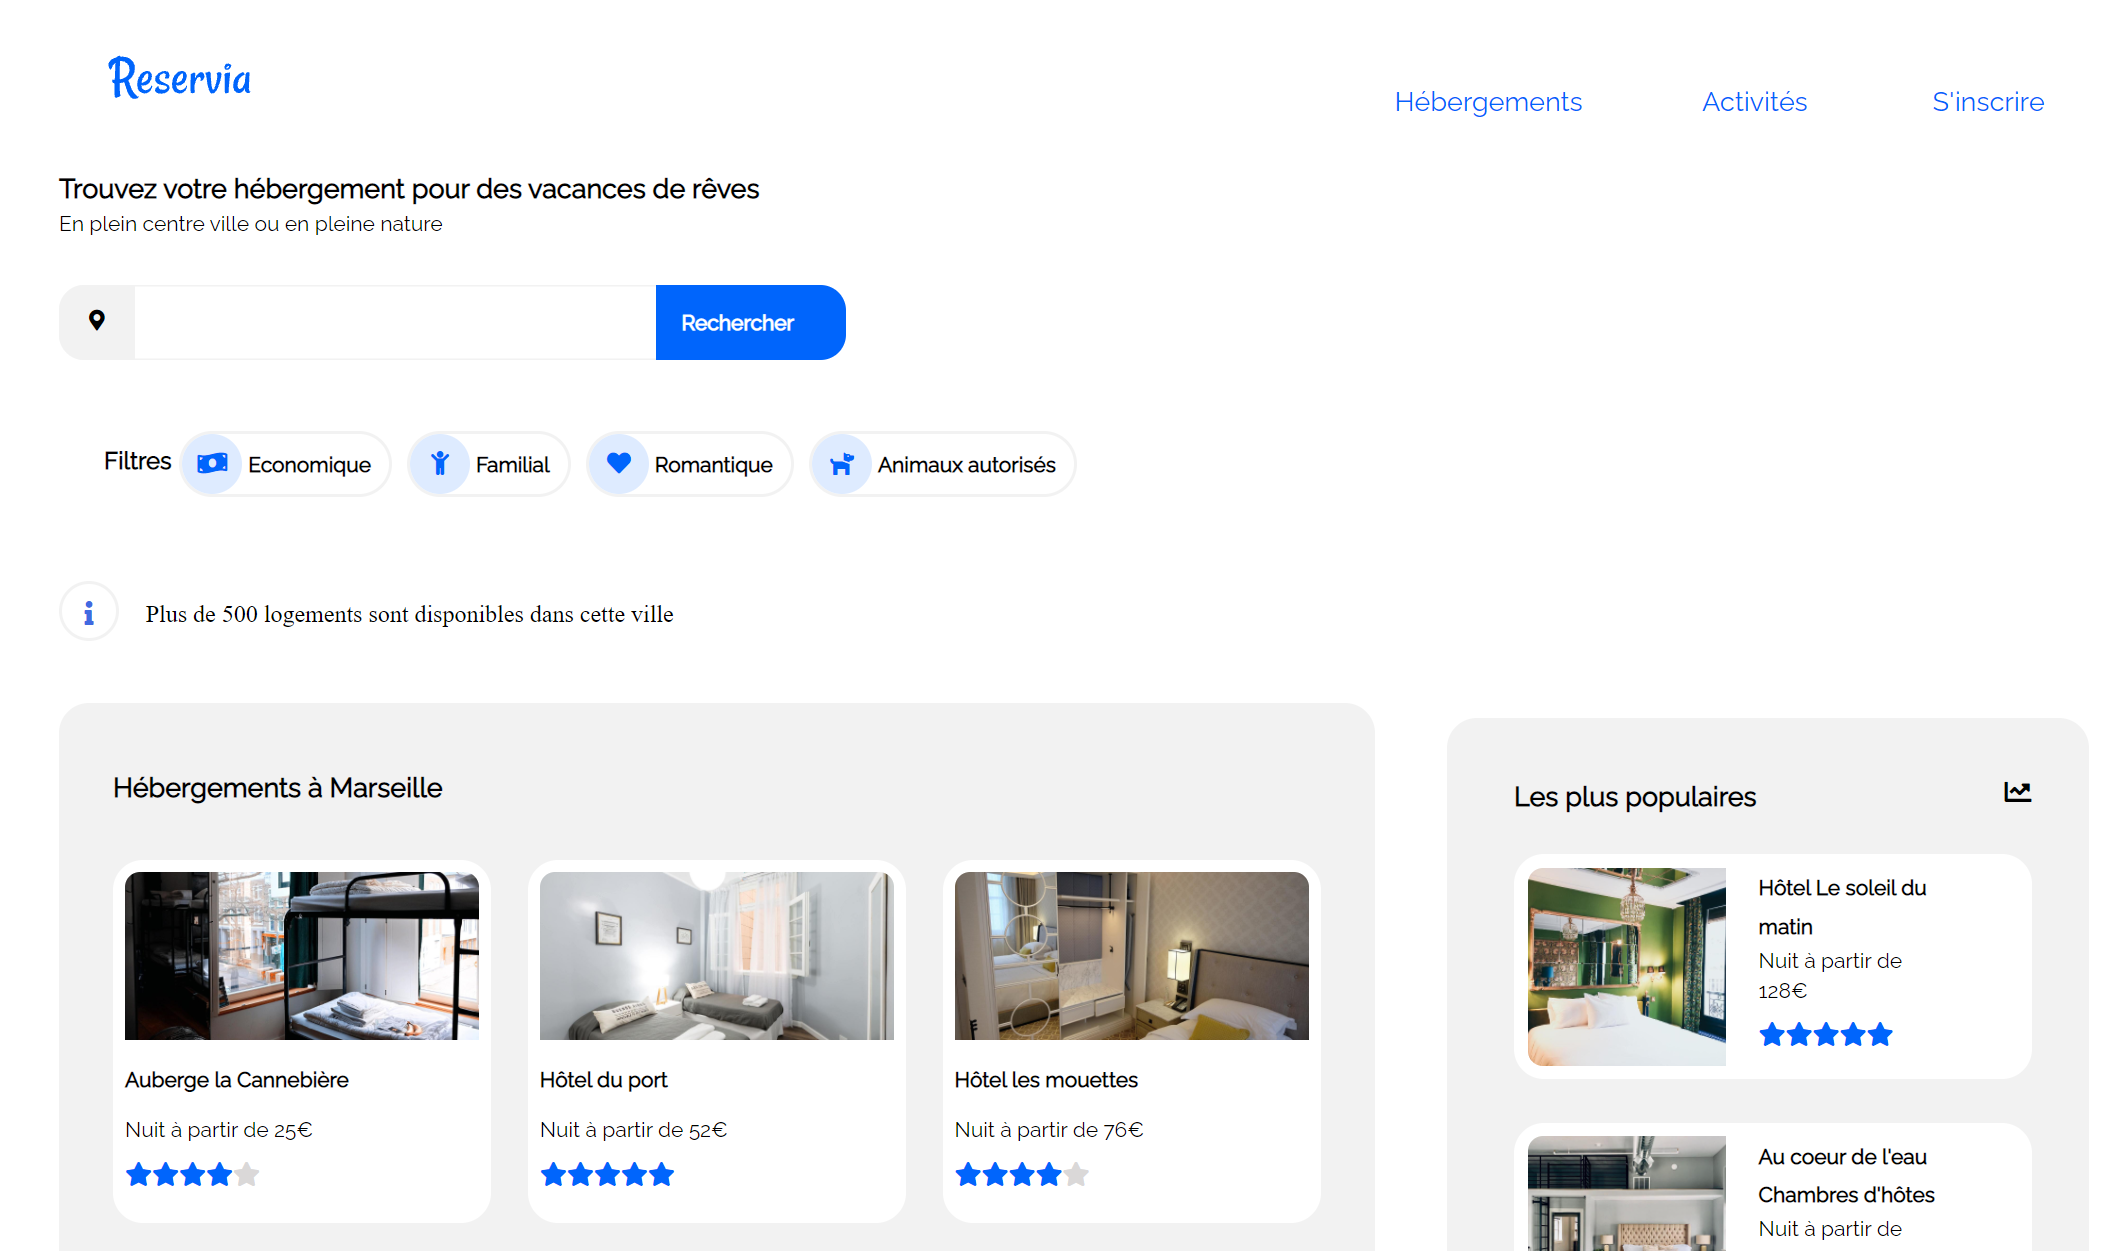 Reservia
Hébergements
Activités
S'inscrire
Trouvez votre hébergement pour des vacances de rêves
En plein centre ville ou en pleine nature
Rechercher
Filtres
Economique
Familial
Romantique
Animaux autorisés
Plus de 500 logements sont disponibles dans cette ville
Hébergements à Marseille
Auberge la Cannebière
Nuit à partir de 25€
Hôtel du port
Nuit à partir de 52€
Hôtel les mouettes
Nuit à partir de 76€
Les plus populaires
Hôtel Le soleil du
matin
Nuit à partir de
128€
Au coeur de l'eau
Chambres d'hôtes
Nuit à partir de